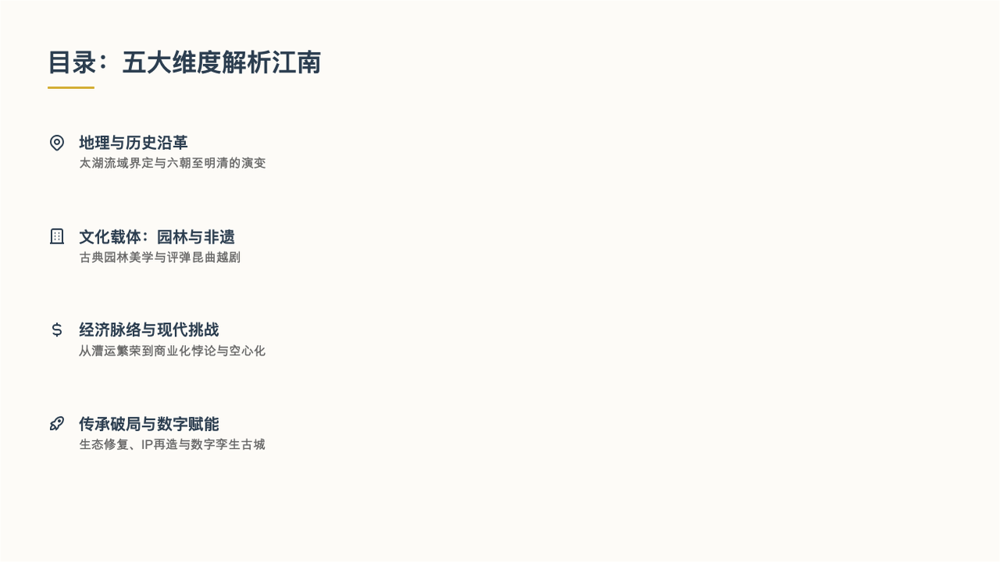 目录：五大维度解析江南
地理与历史沿革
太湖流域界定与六朝至明清的演变
文化载体：园林与非遗
古典园林美学与评弹昆曲越剧
经济脉络与现代挑战
从漕运繁荣到商业化悖论与空心化
传承破局与数字赋能
生态修复、IP再造与数字孪生古城